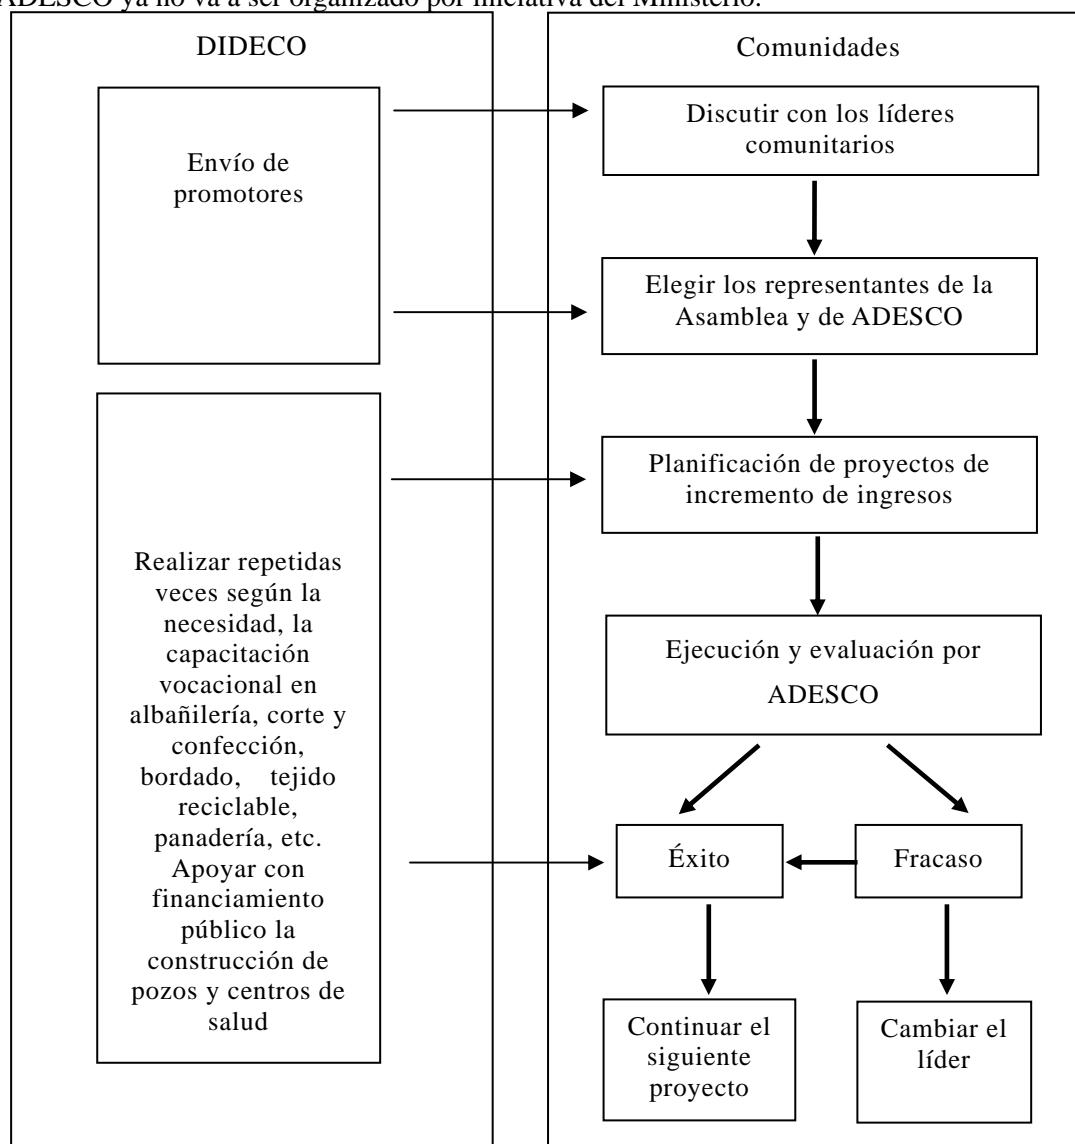 ADESCO ya no va a ser organizado por iniciativa del Ministerio.
DIDECO
Envío de
promotores
Realizar repetidas
veces según la
necesidad, la
capacitación
vocacional en
albañilería, corte y
confección,
bordado, tejido
reciclable,
panadería, etc.
Apoyar con
financiamiento
público la
construcción de
pozos y centros de
salud
Comunidades
Discutir con los líderes
comunitarios
Elegir los representantes de la
Asamblea y de ADESCO
Planificación de proyectos de
incremento de ingresos
Ejecución y evaluación por
ADESCO
Éxito
Fracaso
Continuar el
siguiente
proyecto
Cambiar el
líder